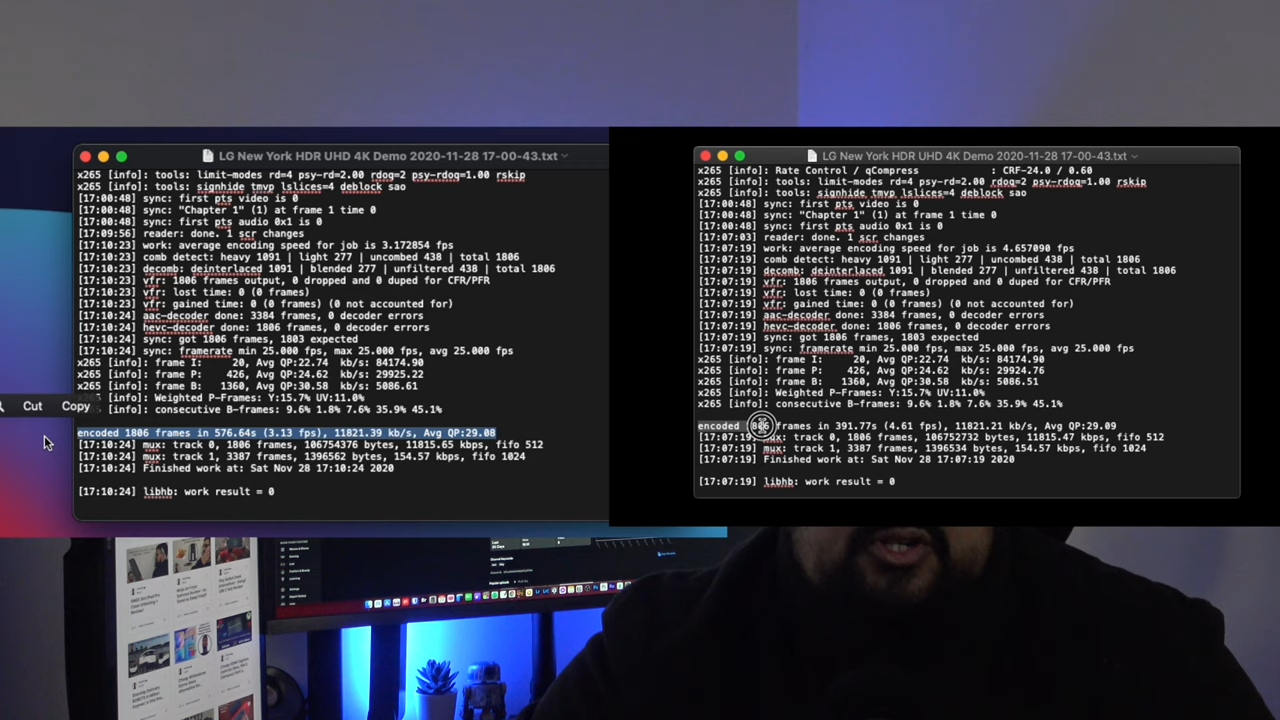 LG New York HDR UHD 4K Demo 2020-11-28 17-00-43.txt
x265 [info]: tools: limit-modes rd=4 psy-rd=2.00 rdoq=2 psy-rdoq=1.00 rskip
x265 [info]: tools: signhide tmvp lslices=4 deblock sao
[17:00:48] sync: first pts video is 0
[17:00:48] sync: "Chapter 1" (1) at frame 1 time 0
[17:00:48] sync: first pts audio 0x1 is 0
[17:09:56] reader: done. 1 scr changes
[17:10:23] work: average encoding speed for job is 3.172854 fps
[17:10:23] comb detect: heavy 1091 | light 277 | uncombed 438 | total 1806
[17:10:23] decomb: deinterlaced 1091 | blended 277 | unfiltered 438 | total 1806
[17:10:23] vfr: 1806 frames output, 0 dropped and 0 duped for CFR/PFR
[17:10:23] vfr: lost time: 0 (0 frames)
[17:10:23] vfr: gained time: 0 (0 frames) (0 not accounted for)
[17:10:24] aac-decoder done: 3384 frames, 0 decoder errors
[17:10:24] hevc-decoder done: 1806 frames, 0 decoder errors
[17:10:24] sync: got 1806 frames, 1803 expected
[17:10:24] sync: framerate min 25.000 fps, max 25.000 fps, avg 25.000 fps
x265 [info]: frame I: 20, Avg QP:22.74 kb/s: 84174.90
x265 [info]: frame P: 426, Avg QP:24.62 kb/s: 29925.22
x265 [info]: frame B: 1360, Avg QP:30.58 kb/s: 5086.61
[info]: Weighted P-Frames: Y:15.7% UV:11.0%
Cut Copy
[info]: consecutive B-frames: 9.6% 1.8% 7.6% 35.9% 45.1%
encoded 1806 frames in 576.64s (3.13 fps), 11821.39 kb/s, Avg QP:29.08
[17:10:24] mux: track 0, 1806 frames, 106754376 bytes, 11815.65 kbps, fifo 512
[17:10:24] mux: track 1, 3387 frames, 1396562 bytes, 154.57 kbps, fifo 1024
[17:10:24] Finished work at: Sat Nov 28 17:10:24 2020
[17:10:24] libhb: work result = 0
LG New York HDR UHD 4K Demo 2020-11-28 17-00-43.txt
x265 [info]: Rate Control / qCompress : CRF-24.0 / 0.60
x265 [info]: tools: limit-modes rd=4 psy-rd=2.00 rdoq=2 psy-rdoq=1.00 rskip
x265 [info]: tools: signhide tmvp lslices=4 deblock sao
[17:00:48] sync: first pts video is 0
[17:00:48] sync: "Chapter 1" (1) at frame 1 time 0
[17:00:48] sync: first pts audio 0x1 is 0
[17:07:03] reader: done. 1 scr changes
[17:07:19] work: average encoding speed for job is 4.657090 fps
[17:07:19] comb detect: heavy 1091 | light 277 | uncombed 438 | total 1806
[17:07:19] decomb: deinterlaced 1091 | blended 277 | unfiltered 438 | total 1806
[17:07:19] vfr: 1806 frames output, 0 dropped and 0 duped for CFR/PFR
[17:07:19] vfr: lost time: 0 (0 frames)
[17:07:19] vfr: gained time: 0 (0 frames) (0 not accounted for)
[17:07:19] aac-decoder done: 3384 frames, 0 decoder errors
[17:07:19] hevc-decoder done: 1806 frames, 0 decoder errors
[17:07:19] sync: got 1806 frames, 1803 expected
[17:07:19] sync: framerate min 25.000 fps, max 25.000 fps, avg 25.000 fps
x265 [info]: frame I: 20, Avg QP:22.74 kb/s: 84174.90
x265 [info]: frame P: 426, Avg QP:24.62 kb/s: 29924.76
x265 [info]: frame B: 1360, Avg QP:30.58 kb/s: 5086.51
x265 [info]: Weighted P-Frames: Y:15.7% UV:11.0%
x265 [info]: consecutive B-frames: 9.6% 1.8% 7.6% 35.9% 45.1%
encoded frames in 391.77s (4.61 fps), 11821.21 kb/s, Avg QP:29.09
[17:07:19] mux: track 0, 1806 frames, 106752732 bytes, 11815.47 kbps, fifo 512
[17:07:19] mux: track 1, 3387 frames, 1396534 bytes, 154.57 kbps, fifo 1024
[17:07:19] Finished work at: Sat Nov 28 17:07:19 2020
[17:07:19] libhb: work result = 0